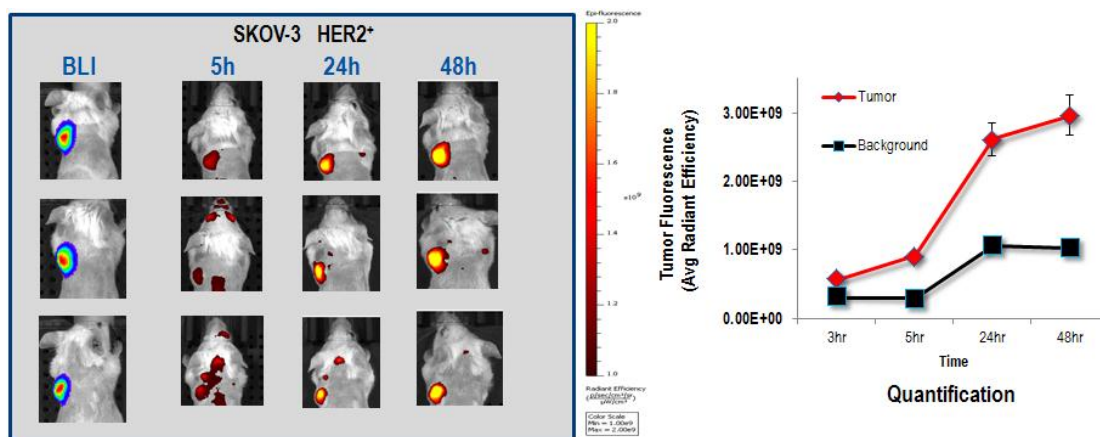 SKOV-3 HER2⁺
BLI 5h 24h 48h
Epi-fluorescence
2.0
1.8
1.6
x10⁹
1.4
1.2
1.0
Radiant Efficiency
Color Scale
Min = 1.00e9
Max = 2.00e9
Tumor Fluorescence
(Avg Radiant Efficiency)
3.00E+09
2.00E+09
1.00E+09
0.00E+00
Tumor
Background
3hr 5hr 24hr 48hr
Time
Quantification